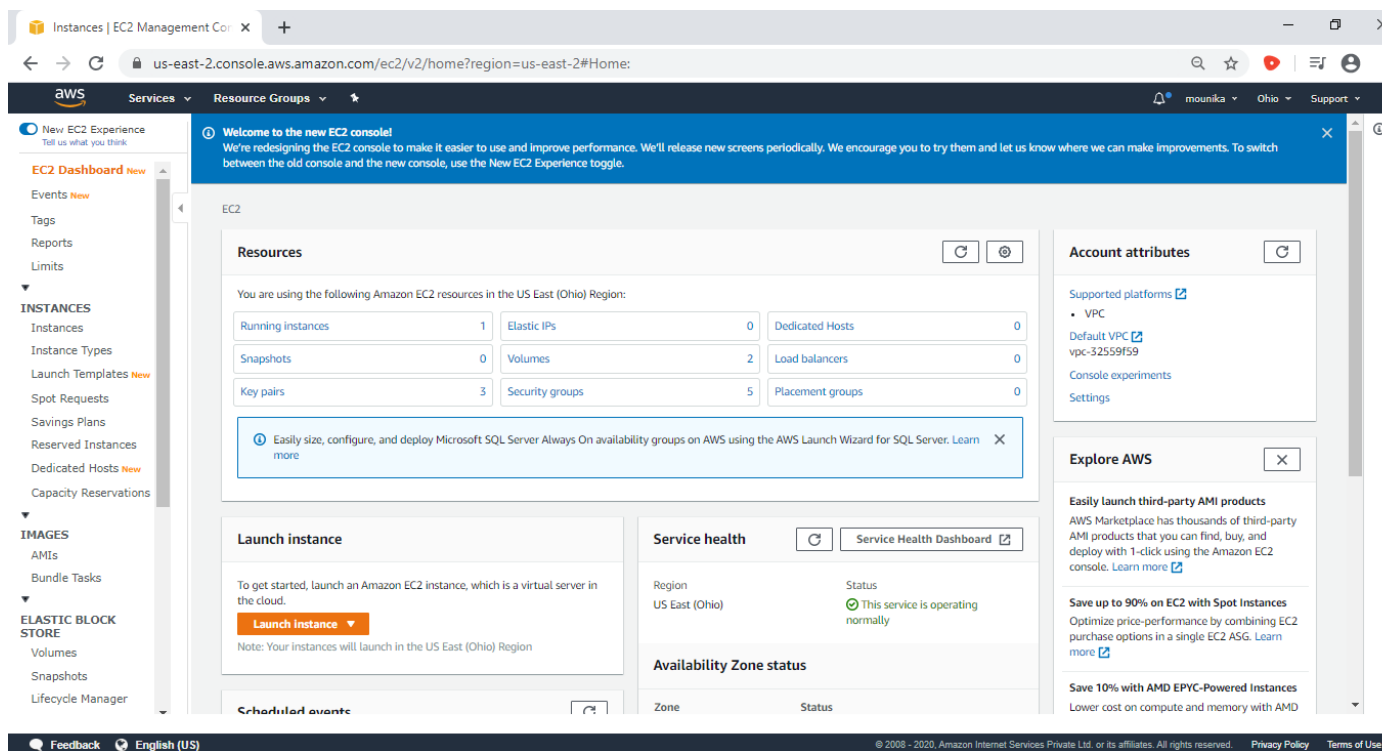 Instances | EC2 Management Con
us-east-2.console.aws.amazon.com/ec2/v2/home?region=us-east-2#Home:
aws
Services
Resource Groups
mounika
Ohio
Support
New EC2 Experience
Tell us what you think
EC2 Dashboard New
Events New
Tags
Reports
Limits
INSTANCES
Instances
Instance Types
Launch Templates New
Spot Requests
Savings Plans
Reserved Instances
Dedicated Hosts New
Capacity Reservations
IMAGES
AMIs
Bundle Tasks
ELASTIC BLOCK
STORE
Volumes
Snapshots
Lifecycle Manager
Welcome to the new EC2 console!
We're redesigning the EC2 console to make it easier to use and improve performance. We'll release new screens periodically. We encourage you to try them and let us know where we can make improvements. To switch
between the old console and the new console, use the New EC2 Experience toggle.
EC2
Resources
You are using the following Amazon EC2 resources in the US East (Ohio) Region:
Running instances 1 Elastic IPs 0 Dedicated Hosts 0
Snapshots 0 Volumes 2 Load balancers 0
Key pairs 3 Security groups 5 Placement groups 0
Easily size, configure, and deploy Microsoft SQL Server Always On availability groups on AWS using the AWS Launch Wizard for SQL Server. Learn
more
Launch instance
To get started, launch an Amazon EC2 instance, which is a virtual server in
the cloud.
Launch instance
Note: Your instances will launch in the US East (Ohio) Region
Scheduled events
Service health
Service Health Dashboard
Region Status
US East (Ohio) This service is operating
normally
Availability Zone status
Zone Status
Account attributes
Supported platforms
• VPC
Default VPC
vpc-32559f59
Console experiments
Settings
Explore AWS
Easily launch third-party AMI products
AWS Marketplace has thousands of third-party
AMI products that you can find, buy, and
deploy with 1-click using the Amazon EC2
console. Learn more
Save up to 90% on EC2 with Spot Instances
Optimize price-performance by combining EC2
purchase options in a single EC2 ASG. Learn
more
Save 10% with AMD EPYC-Powered Instances
Lower cost on compute and memory with AMD
Feedback
English (US)
© 2008 - 2020, Amazon Internet Services Private Ltd. or its affiliates. All rights reserved.
Privacy Policy
Terms of Use